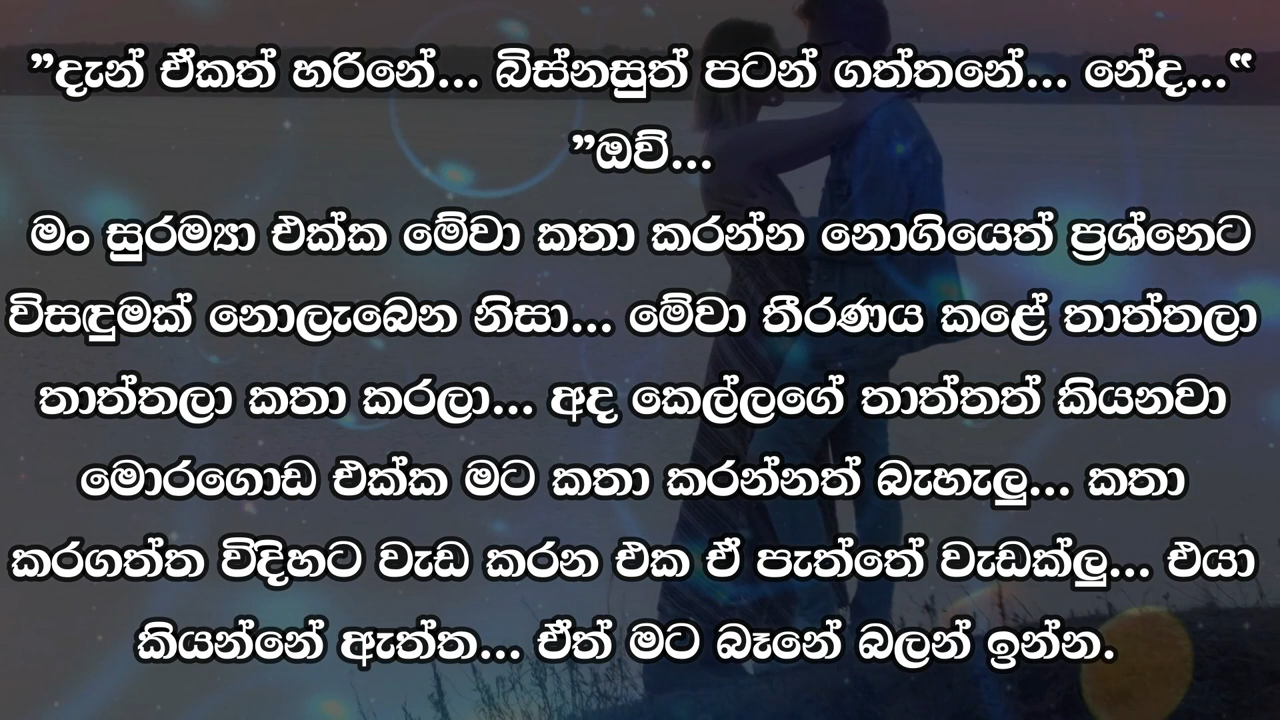 ”දැන් ඒකත් හරිනේ... බිස්නසුත් පටන් ගත්තනේ... නේද...“
”ඔව්...
මං සුරම්‍යා එක්ක මේවා කතා කරන්න නොගියෙත් ප්‍රශ්නෙට
විසඳුමක් නොලැබෙන නිසා... මේවා තීරණය කළේ තාත්තලා
තාත්තලා කතා කරලා... අද කෙල්ලගේ තාත්තත් කියනවා
මොරගොඩ එක්ක මට කතා කරන්නත් බැහැලු... කතා
කරගත්ත විදිහට වැඩ කරන එක ඒ පැත්තේ වැඩක්ලු... එයා
කියන්නේ ඇත්ත... ඒත් මට බෑනේ බලන් ඉන්න.